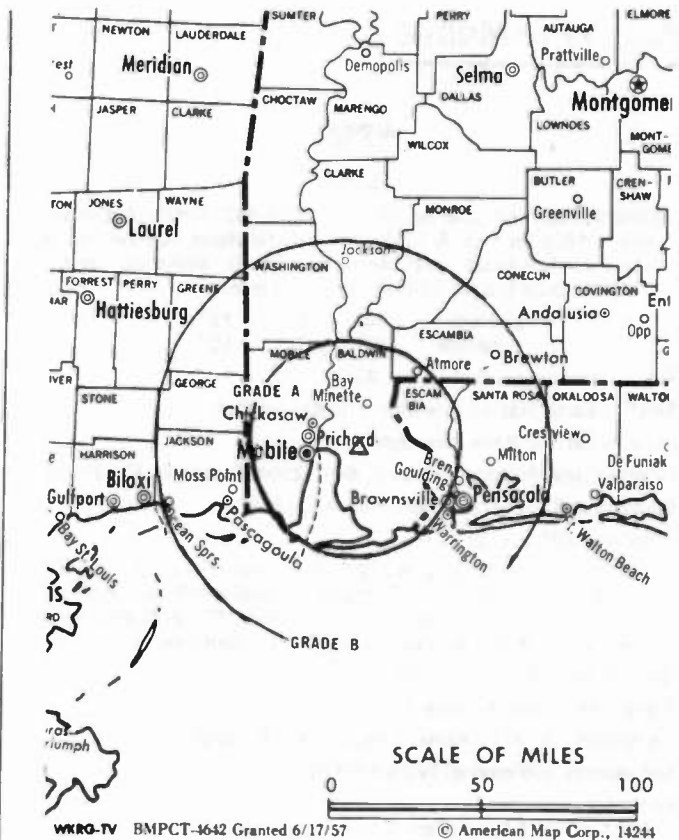 SUMTER
PERRY
ELMORE
NEWTON
LAUDERDALE
AUTAUGA
Meridian
Demopolis
Selma
Prattville
DALLAS
Montgome
CHOCTAW
MARENGO
JASPER
CLARKE
LOWNDES
MONT-
GOME
WILCOX
CLARKE
BUTLER
CREN-
SHAW
TON
JONES
WAYNE
MONROE
Greenville
Laurel
Jackson
WASHINGTON
CONECUH
FORREST
PERRY
GREENE
COVINGTON
Hattiesburg
Andalusia
Opp
ESCAMBIA
MOBILE
BALDWIN
Brewton
Atmore
GEORGE
GRADE A
Bay
Minette
ESCAM
BIA
SANTA ROSA
OKALOOSA
WALTO
STONE
Chickasaw
Prichard
Crestview
HARRISON
JACKSON
Mobile
Milton
De Funiak
Biloxi
Moss Point
Bren
Goulding
Valparaiso
Gulfport
Brownsville
Pensacola
Pascagoula
Warrington
Ft. Walton Beach
Bay St. Louis
GRADE B
SCALE OF MILES
0 50 100
WKRG-TV BMPCT-4642 Granted 6/17/57 © American Map Corp., 14244